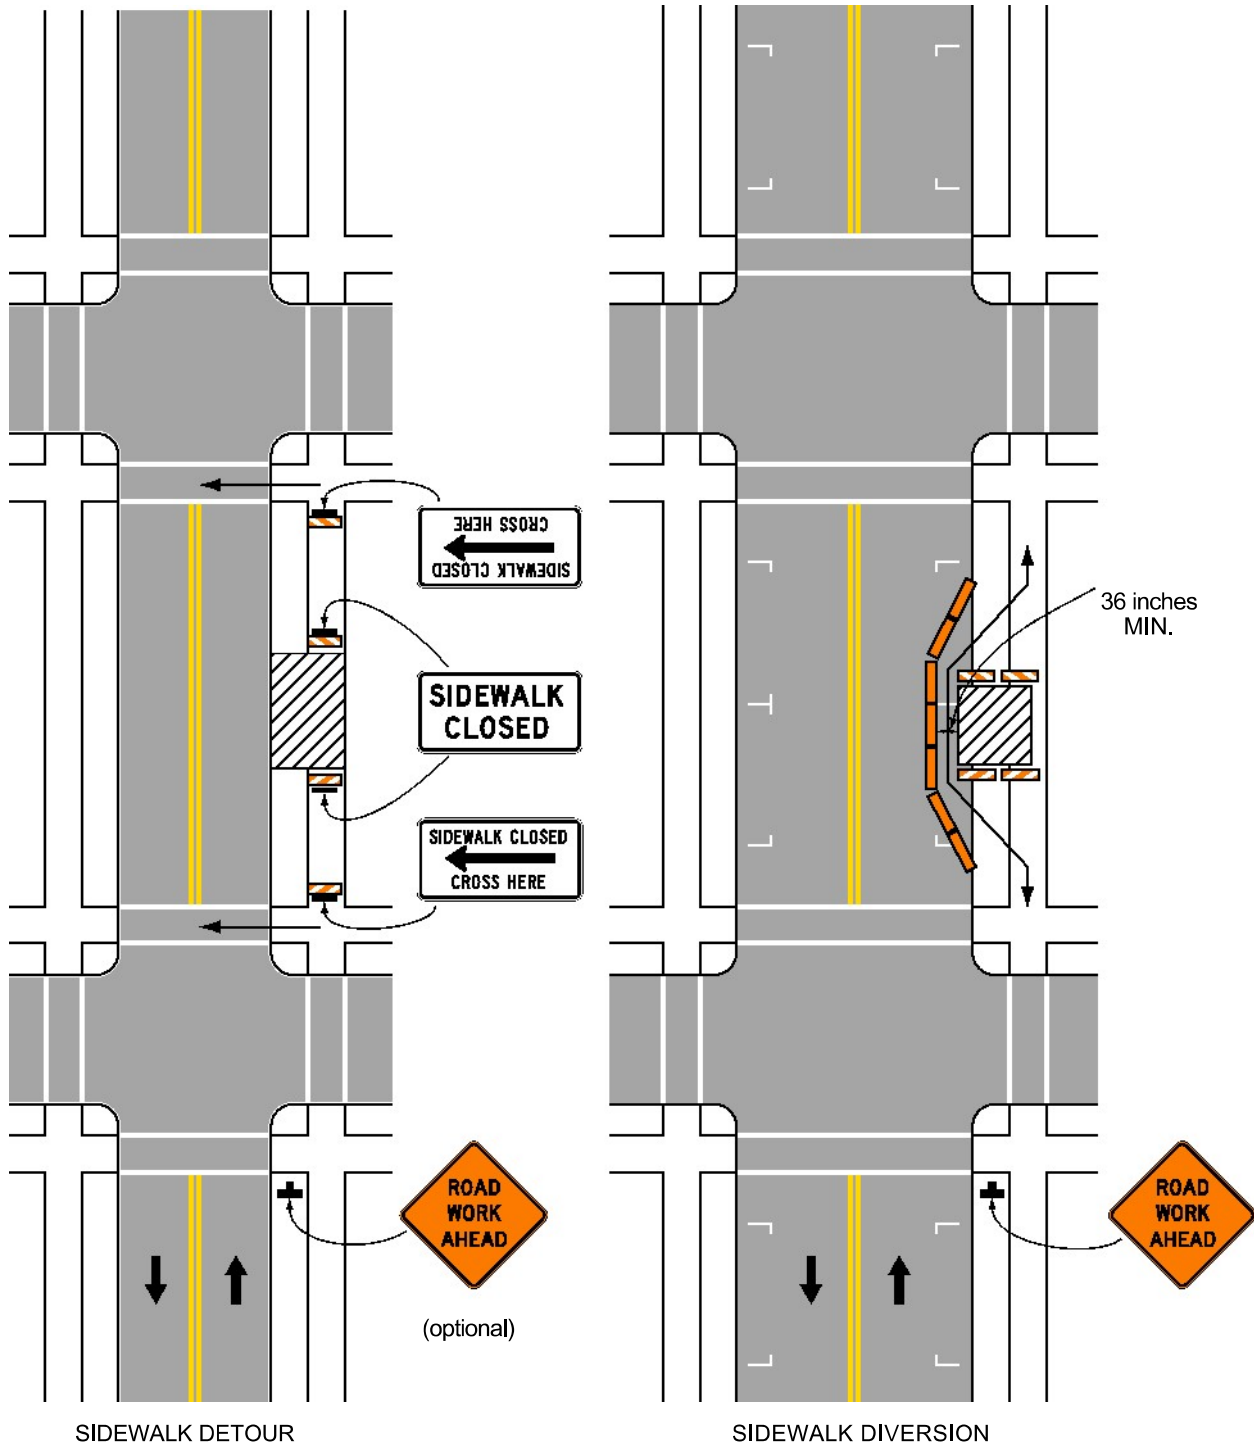 CROSS HERE
SIDEWALK CLOSED
SIDEWALK
CLOSED
SIDEWALK CLOSED
CROSS HERE
ROAD
WORK
AHEAD
(optional)
SIDEWALK DETOUR
36 inches
MIN.
ROAD
WORK
AHEAD
SIDEWALK DIVERSION